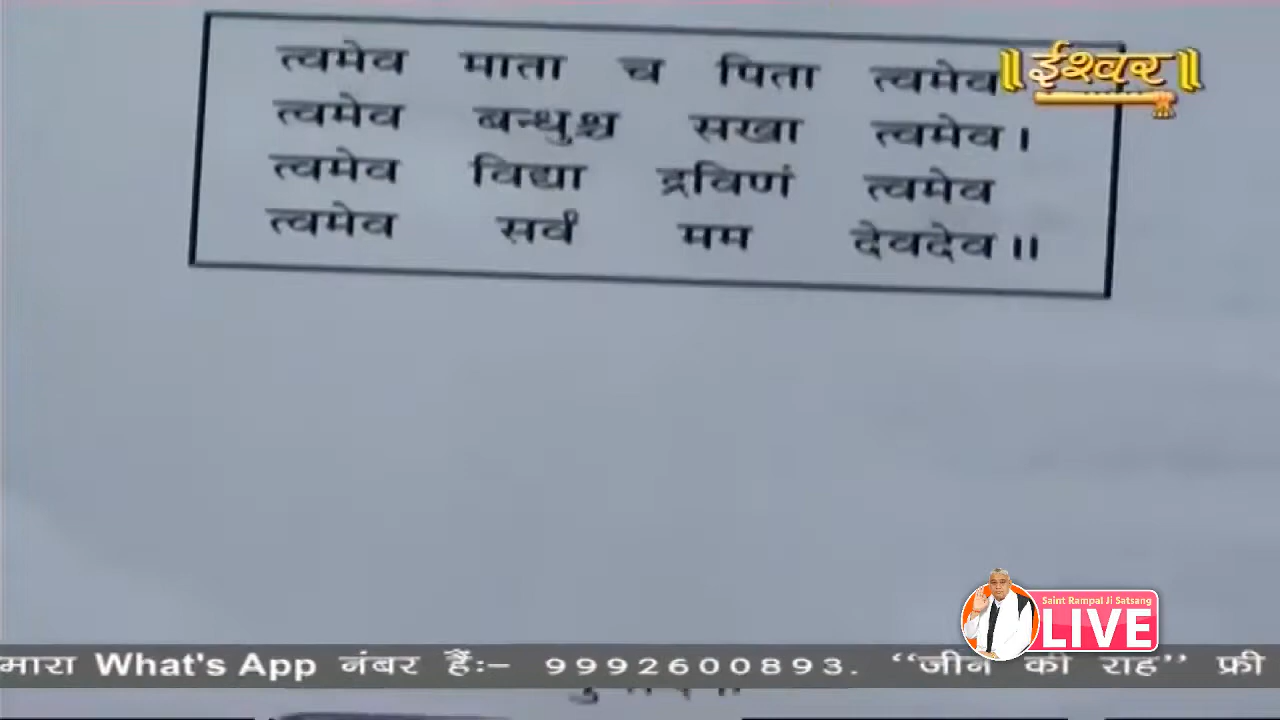 त्वमेव माता च पिता त्वमेव
॥ईश्वर॥
त्वमेव बन्धुश्च सखा त्वमेव।
त्वमेव विद्या द्रविणं त्वमेव
त्वमेव सर्वं मम देवदेव॥
Saint Rampal Ji Satsang
LIVE
मारा What's App नंबर हैंः– 9992600893. ‘‘जीने की राह’’ फ्री